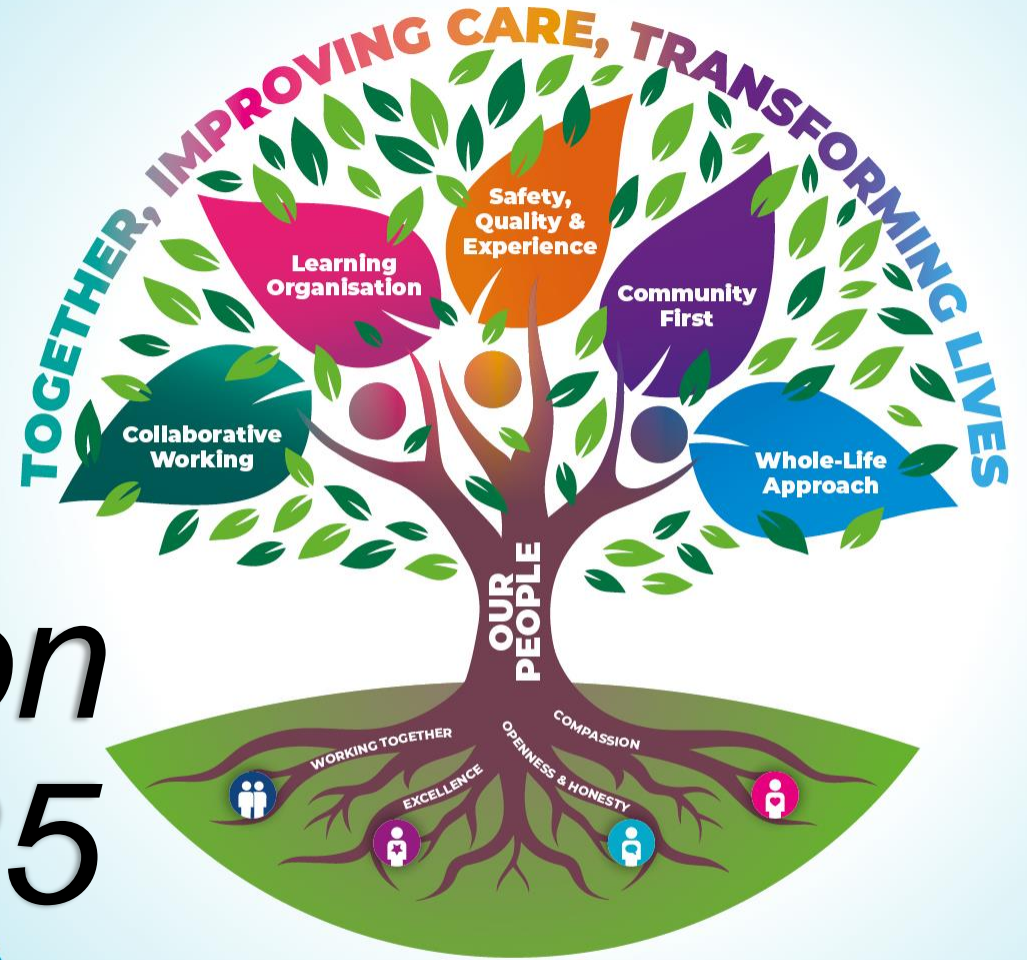 TOGETHER, IMPROVING CARE, TRANSFORMING LIVES
Safety,
Quality &
Experience
Learning
Organisation
Community
First
Collaborative
Working
Whole-Life
Approach
OUR
PEOPLE
WORKING TOGETHER
EXCELLENCE
OPENNESS & HONESTY
COMPASSION